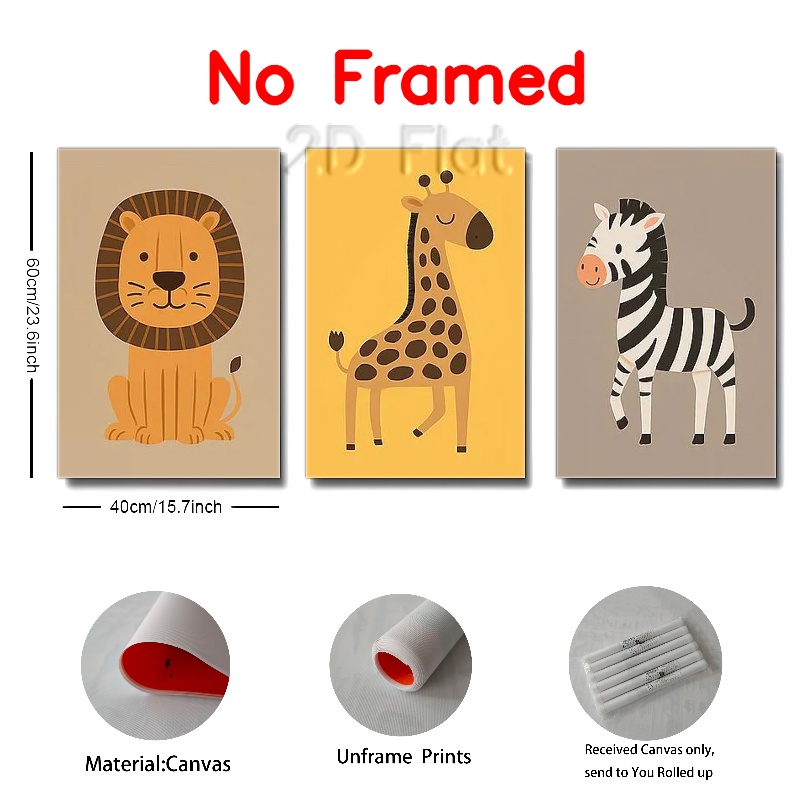 No Framed
2D Flat
60cm/23.6inch
40cm/15.7inch
Material:Canvas
Unframe Prints
Received Canvas only,
send to You Rolled up